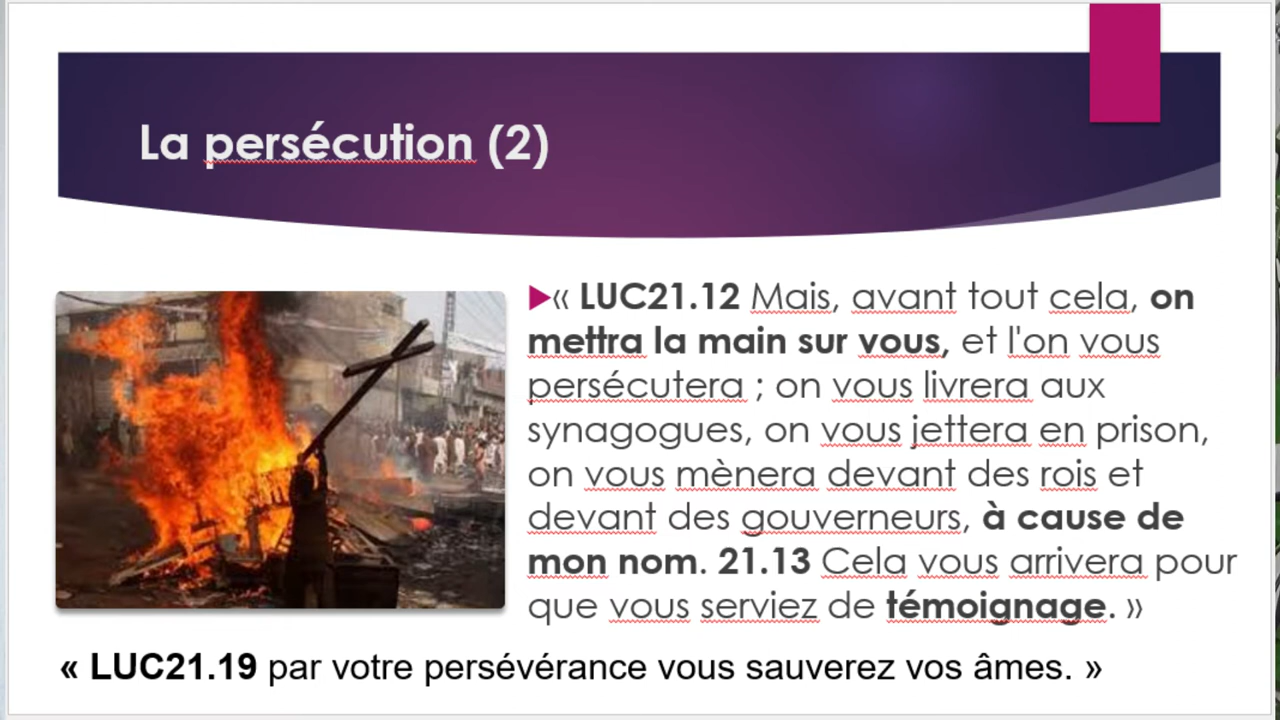 La persécution (2)
« LUC21.12 Mais, avant tout cela, on
mettra la main sur vous, et l'on vous
persécutera ; on vous livrera aux
synagogues, on vous jettera en prison,
on vous mènera devant des rois et
devant des gouverneurs, à cause de
mon nom. 21.13 Cela vous arrivera pour
que vous serviez de témoignage. »
« LUC21.19 par votre persévérance vous sauverez vos âmes. »